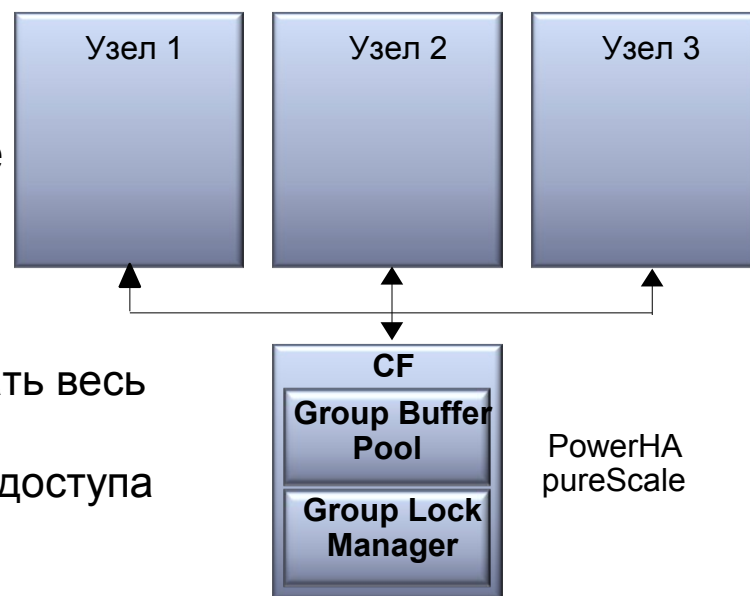 Узел 1
Узел 2
Узел 3
е
ть весь
доступа
CF
Group Buffer
Pool
Group Lock
Manager
PowerHA
pureScale